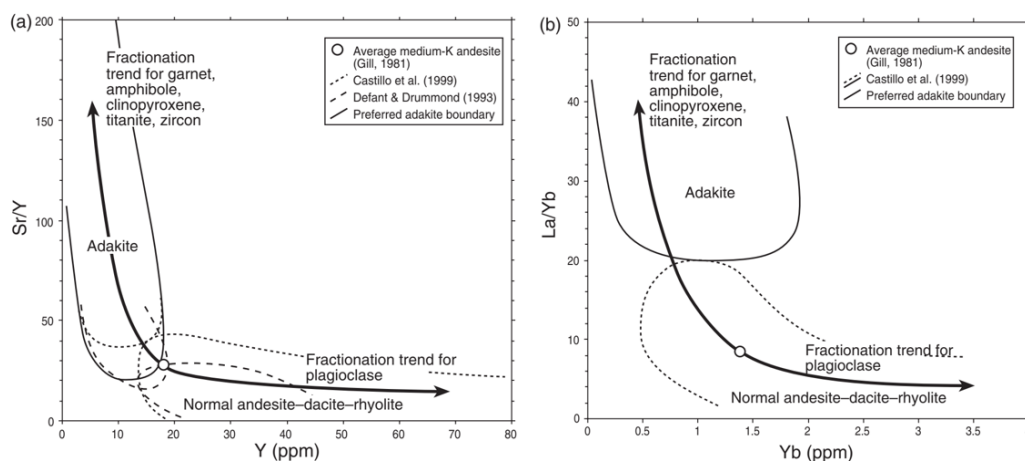 (a)
200
150
100
50
0
Sr/Y
0
10
20
30
40
50
60
70
80
Y (ppm)
Fractionation
trend for garnet,
amphibole,
clinopyroxene,
titanite, zircon
Average medium-K andesite
(Gill, 1981)
Castillo et al. (1999)
Defant & Drummond (1993)
Preferred adakite boundary
Adakite
Fractionation trend for
plagioclase
Normal andesite–dacite–rhyolite
(b)
50
40
30
20
10
0
La/Yb
0
0.5
1
1.5
2
2.5
3
3.5
Yb (ppm)
Fractionation
trend for garnet,
amphibole,
clinopyroxene,
titanite, zircon
Average medium-K andesite
(Gill, 1981)
Castillo et al. (1999)
Preferred adakite boundary
Adakite
Fractionation trend for
plagioclase
Normal andesite–dacite–rhyolite